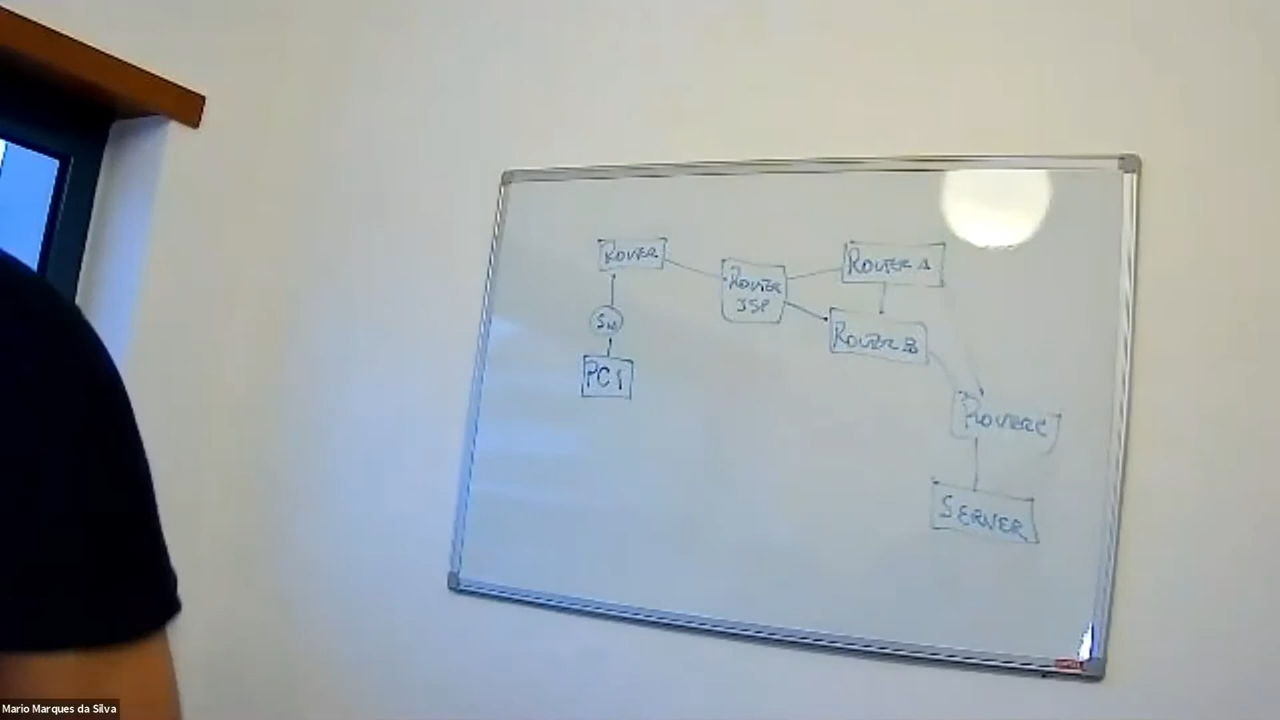 ROUTER
ROUTER
ISP
ROUTER A
SW
ROUTER B
PC1
ROUTER C
SERVER
Mario Marques da Silva